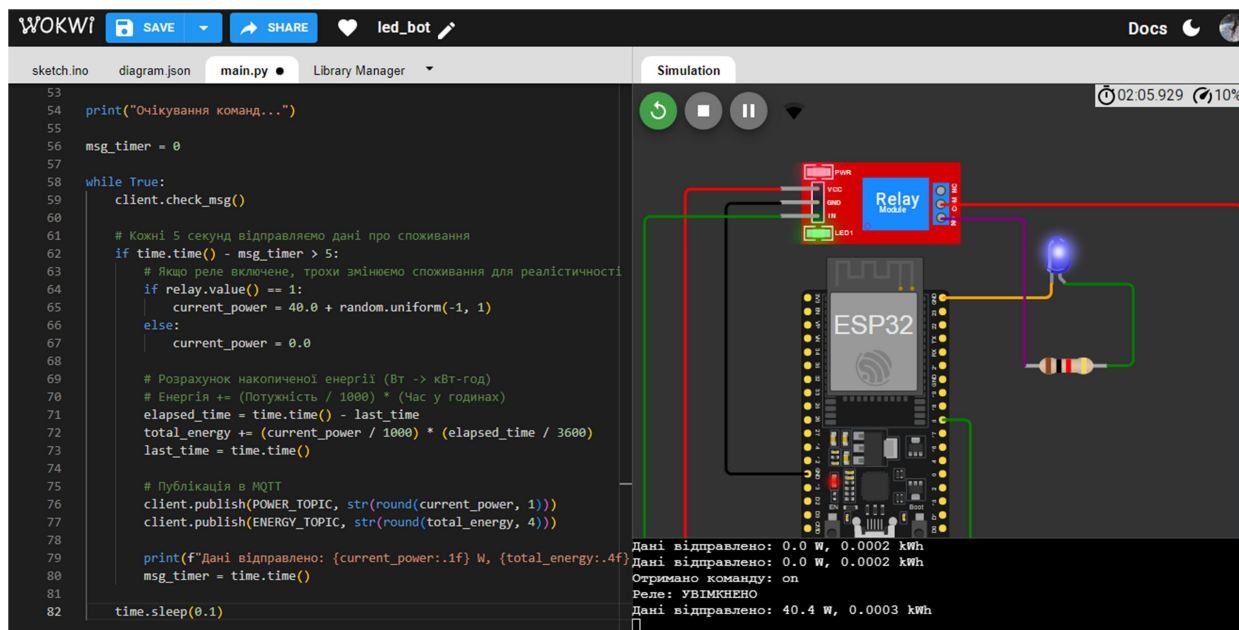 WOKWi SAVE SHARE led_bot Docs
sketch.ino diagram.json main.py ● Library Manager
Simulation
02:05.929 10%
53
54 print("Очікування команд...")
55
56 msg_timer = 0
57
58 while True:
59 client.check_msg()
60
61 # Кожні 5 секунд відправляємо дані про споживання
62 if time.time() - msg_timer > 5:
63 # Якщо реле включене, трохи змінюємо споживання для реалістичності
64 if relay.value() == 1:
65 current_power = 40.0 + random.uniform(-1, 1)
66 else:
67 current_power = 0.0
68
69 # Розрахунок накопиченої енергії (Вт -> кВт-год)
70 # Енергія += (Потужність / 1000) * (Час у годинах)
71 elapsed_time = time.time() - last_time
72 total_energy += (current_power / 1000) * (elapsed_time / 3600)
73 last_time = time.time()
74
75 # Публікація в MQTT
76 client.publish(POWER_TOPIC, str(round(current_power, 1)))
77 client.publish(ENERGY_TOPIC, str(round(total_energy, 4)))
78
79 print(f"Дані відправлено: {current_power:.1f} W, {total_energy:.4f}
80 msg_timer = time.time()
81
82 time.sleep(0.1)
PWR
VCC
GND
IN
LED1
Relay
Module
NC
ESP32
EN
Boot
Дані відправлено: 0.0 W, 0.0002 kWh
Дані відправлено: 0.0 W, 0.0002 kWh
Отримано команду: on
Реле: УВІМКНЕНО
Дані відправлено: 40.4 W, 0.0003 kWh